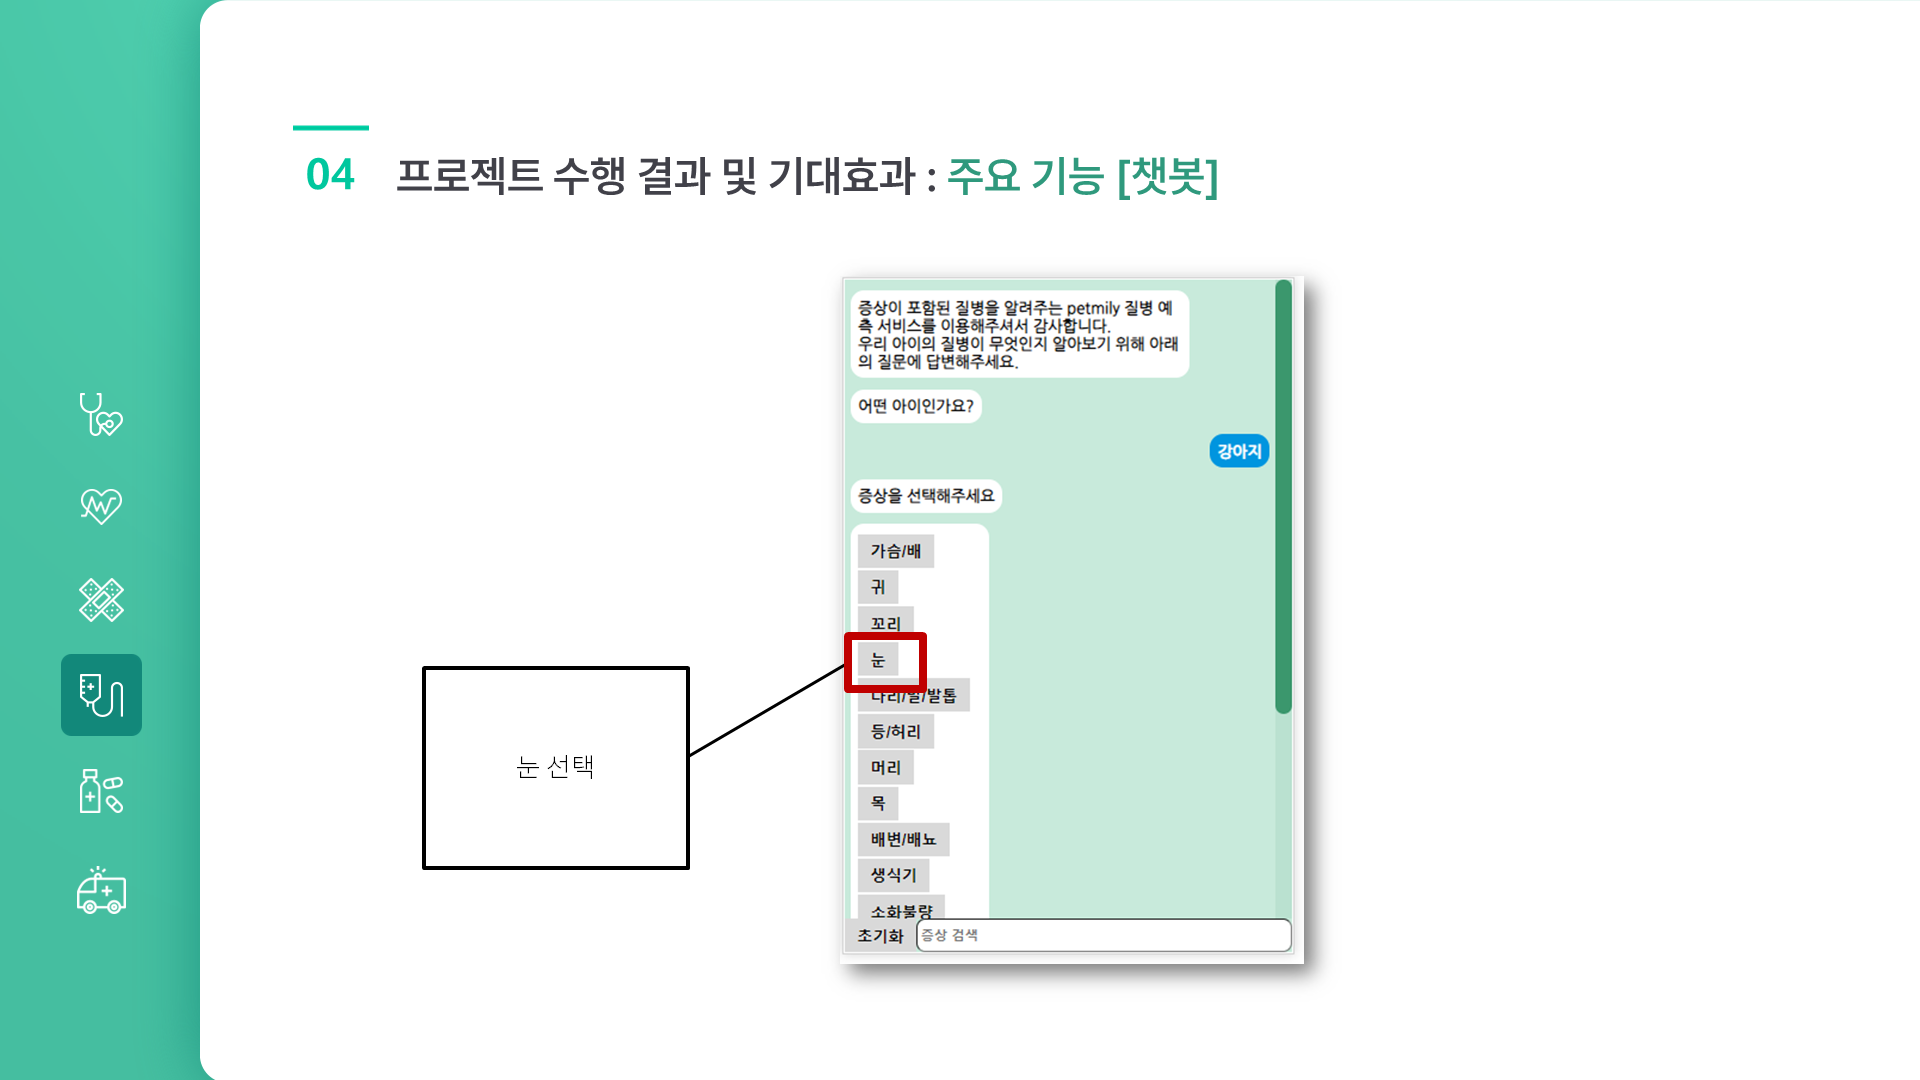 04 프로젝트 수행 결과 및 기대효과 : 주요 기능 [챗봇]
증상이 포함된 질병을 알려주는 petmily 질병 예
측 서비스를 이용해주셔서 감사합니다.
우리 아이의 질병이 무엇인지 알아보기 위해 아래
의 질문에 답변해주세요.
어떤 아이인가요?
강아지
증상을 선택해주세요
가슴/배
귀
꼬리
눈
다리/발/발톱
등/허리
머리
목
배변/배뇨
생식기
소화불량
초기화
증상 검색
눈 선택